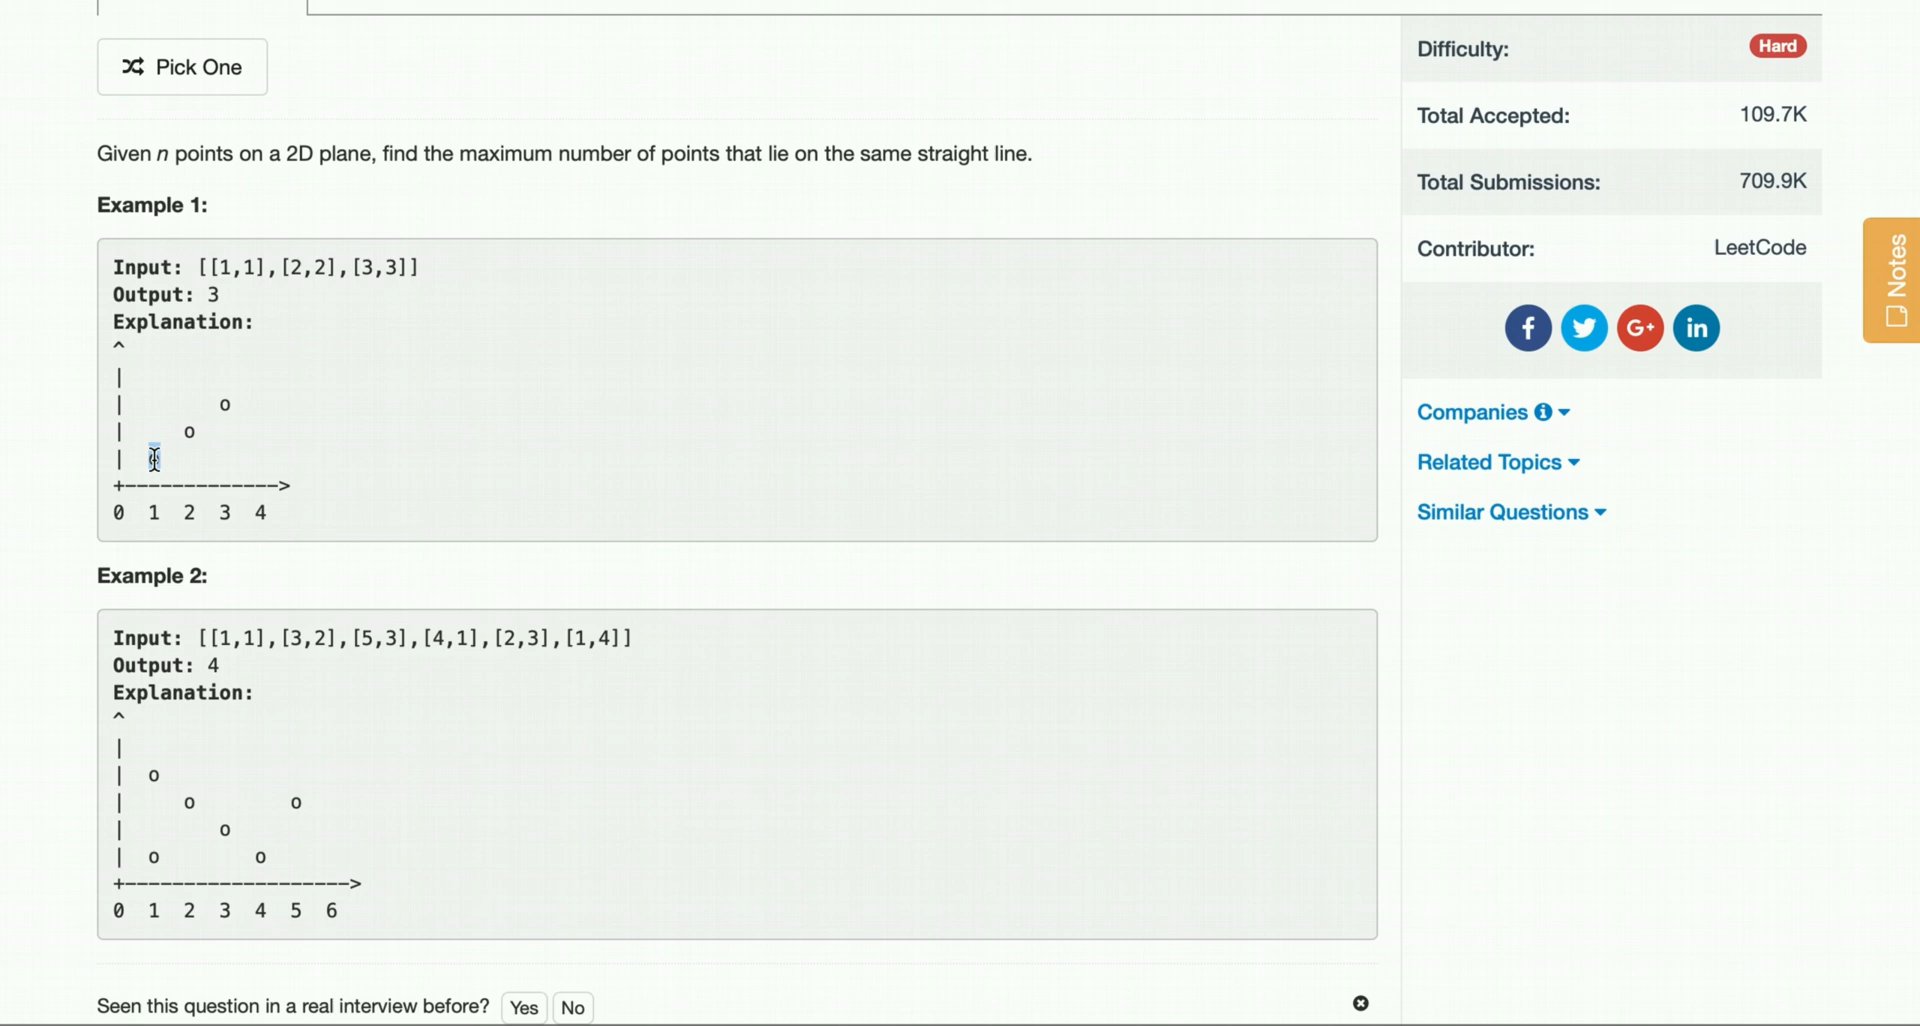 Pick One
Given n points on a 2D plane, find the maximum number of points that lie on the same straight line.
Example 1:
Input: [[1,1],[2,2],[3,3]]
Output: 3
Explanation:
^
|
|        o
|     o
|  o
+------------->
0  1  2  3  4
Example 2:
Input: [[1,1],[3,2],[5,3],[4,1],[2,3],[1,4]]
Output: 4
Explanation:
^
|
|  o
|     o        o
|        o
|  o        o
+------------------->
0  1  2  3  4  5  6
Seen this question in a real interview before? Yes No
Difficulty: Hard
Total Accepted: 109.7K
Total Submissions: 709.9K
Contributor: LeetCode
f G+ in
Companies
Related Topics
Similar Questions
Notes